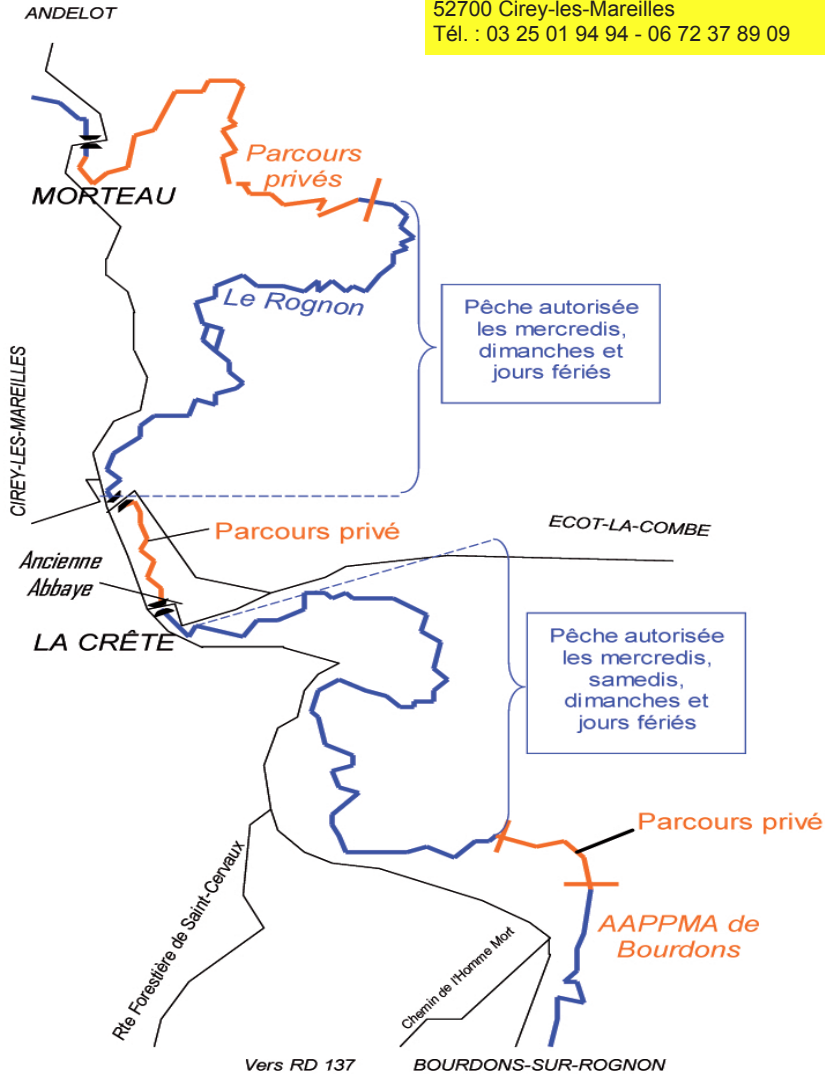 ANDELOT
52700 Cirey-les-Mareilles
Tél. : 03 25 01 94 94 - 06 72 37 89 09
Parcours
privés
MORTEAU
Le Rognon
Pêche autorisée
les mercredis,
dimanches et
jours fériés
CIREY-LES-MAREILLES
Parcours privé
ECOT-LA-COMBE
Ancienne
Abbaye
LA CRÊTE
Pêche autorisée
les mercredis,
samedis,
dimanches et
jours fériés
Parcours privé
Rte Forestière de Saint-Cervaux
AAPPMA de
Bourdons
Chemin de l'Homme Mort
Vers RD 137
BOURDONS-SUR-ROGNON